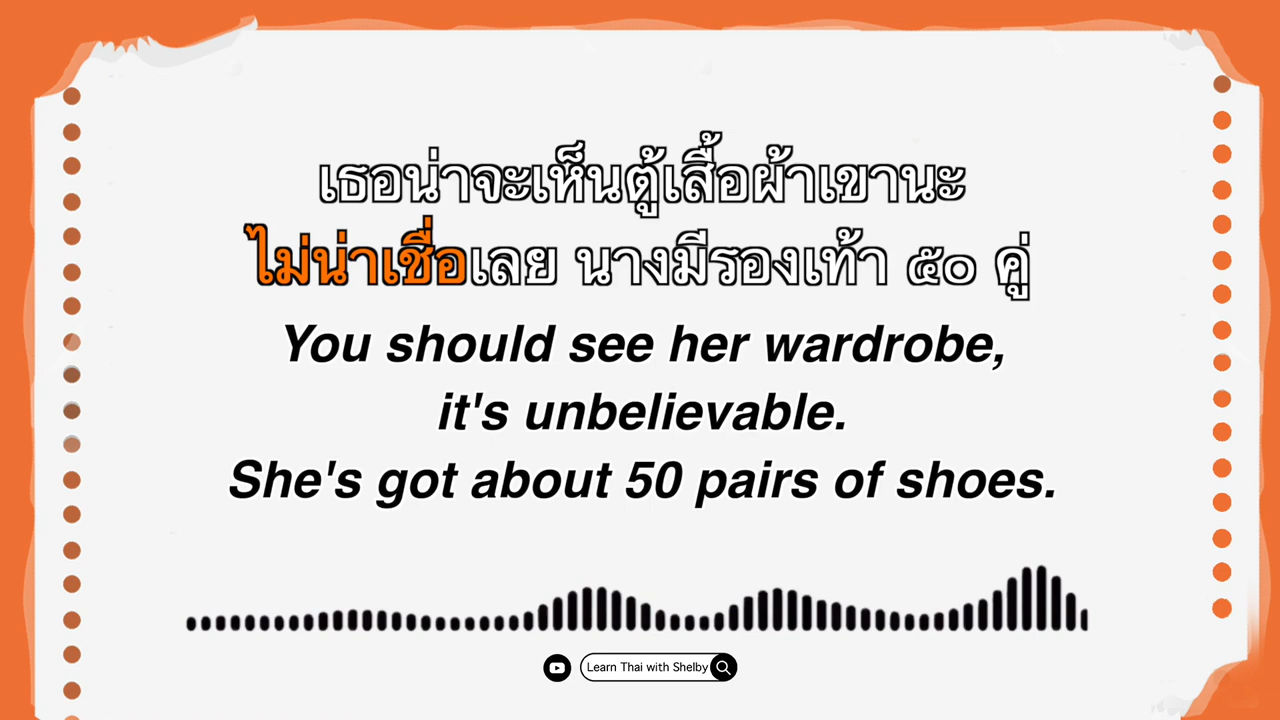 เธอน่าจะเห็นตู้เสื้อผ้าเขานะ
ไม่น่าเชื่อเลย นางมีรองเท้า ๕๐ คู่
You should see her wardrobe,
it's unbelievable.
She's got about 50 pairs of shoes.
Learn Thai with Shelby